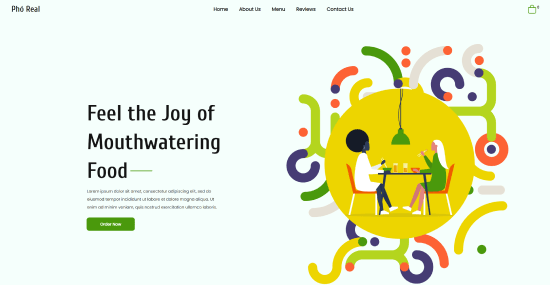 Phở Real
Home About Us Menu Reviews Contact Us
0
Feel the Joy of
Mouthwatering
Food
Lorem ipsum dolor sit amet, consectetur adipiscing elit, sed do
eiusmod tempor incididunt ut labore et dolore magna aliqua. Ut
enim ad minim veniam, quis nostrud exercitation ullamco laboris.
Order Now